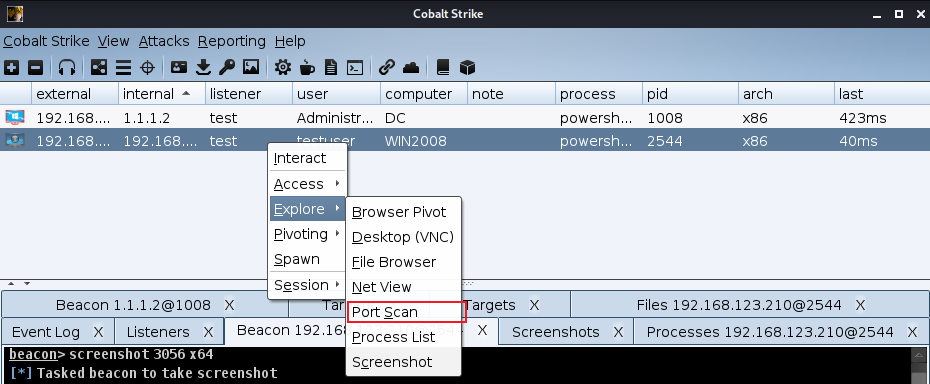 Cobalt Strike
Cobalt Strike View Attacks Reporting Help
external internal listener user computer note process pid arch last
192.168.... 1.1.1.2 test Administr... DC powersh... 1008 x86 423ms
192.168.... 192.168.... test testuser WIN2008 powersh... 2544 x86 40ms
Interact
Access
Explore
Pivoting
Spawn
Session
Browser Pivot
Desktop (VNC)
File Browser
Net View
Port Scan
Process List
Screenshot
Beacon 1.1.1.2@1008 X Targets X Files 192.168.123.210@2544 X
Event Log X Listeners X Beacon 192.168 X Screenshots X Processes 192.168.123.210@2544 X
beacon> screenshot 3056 x64
[*] Tasked beacon to take screenshot